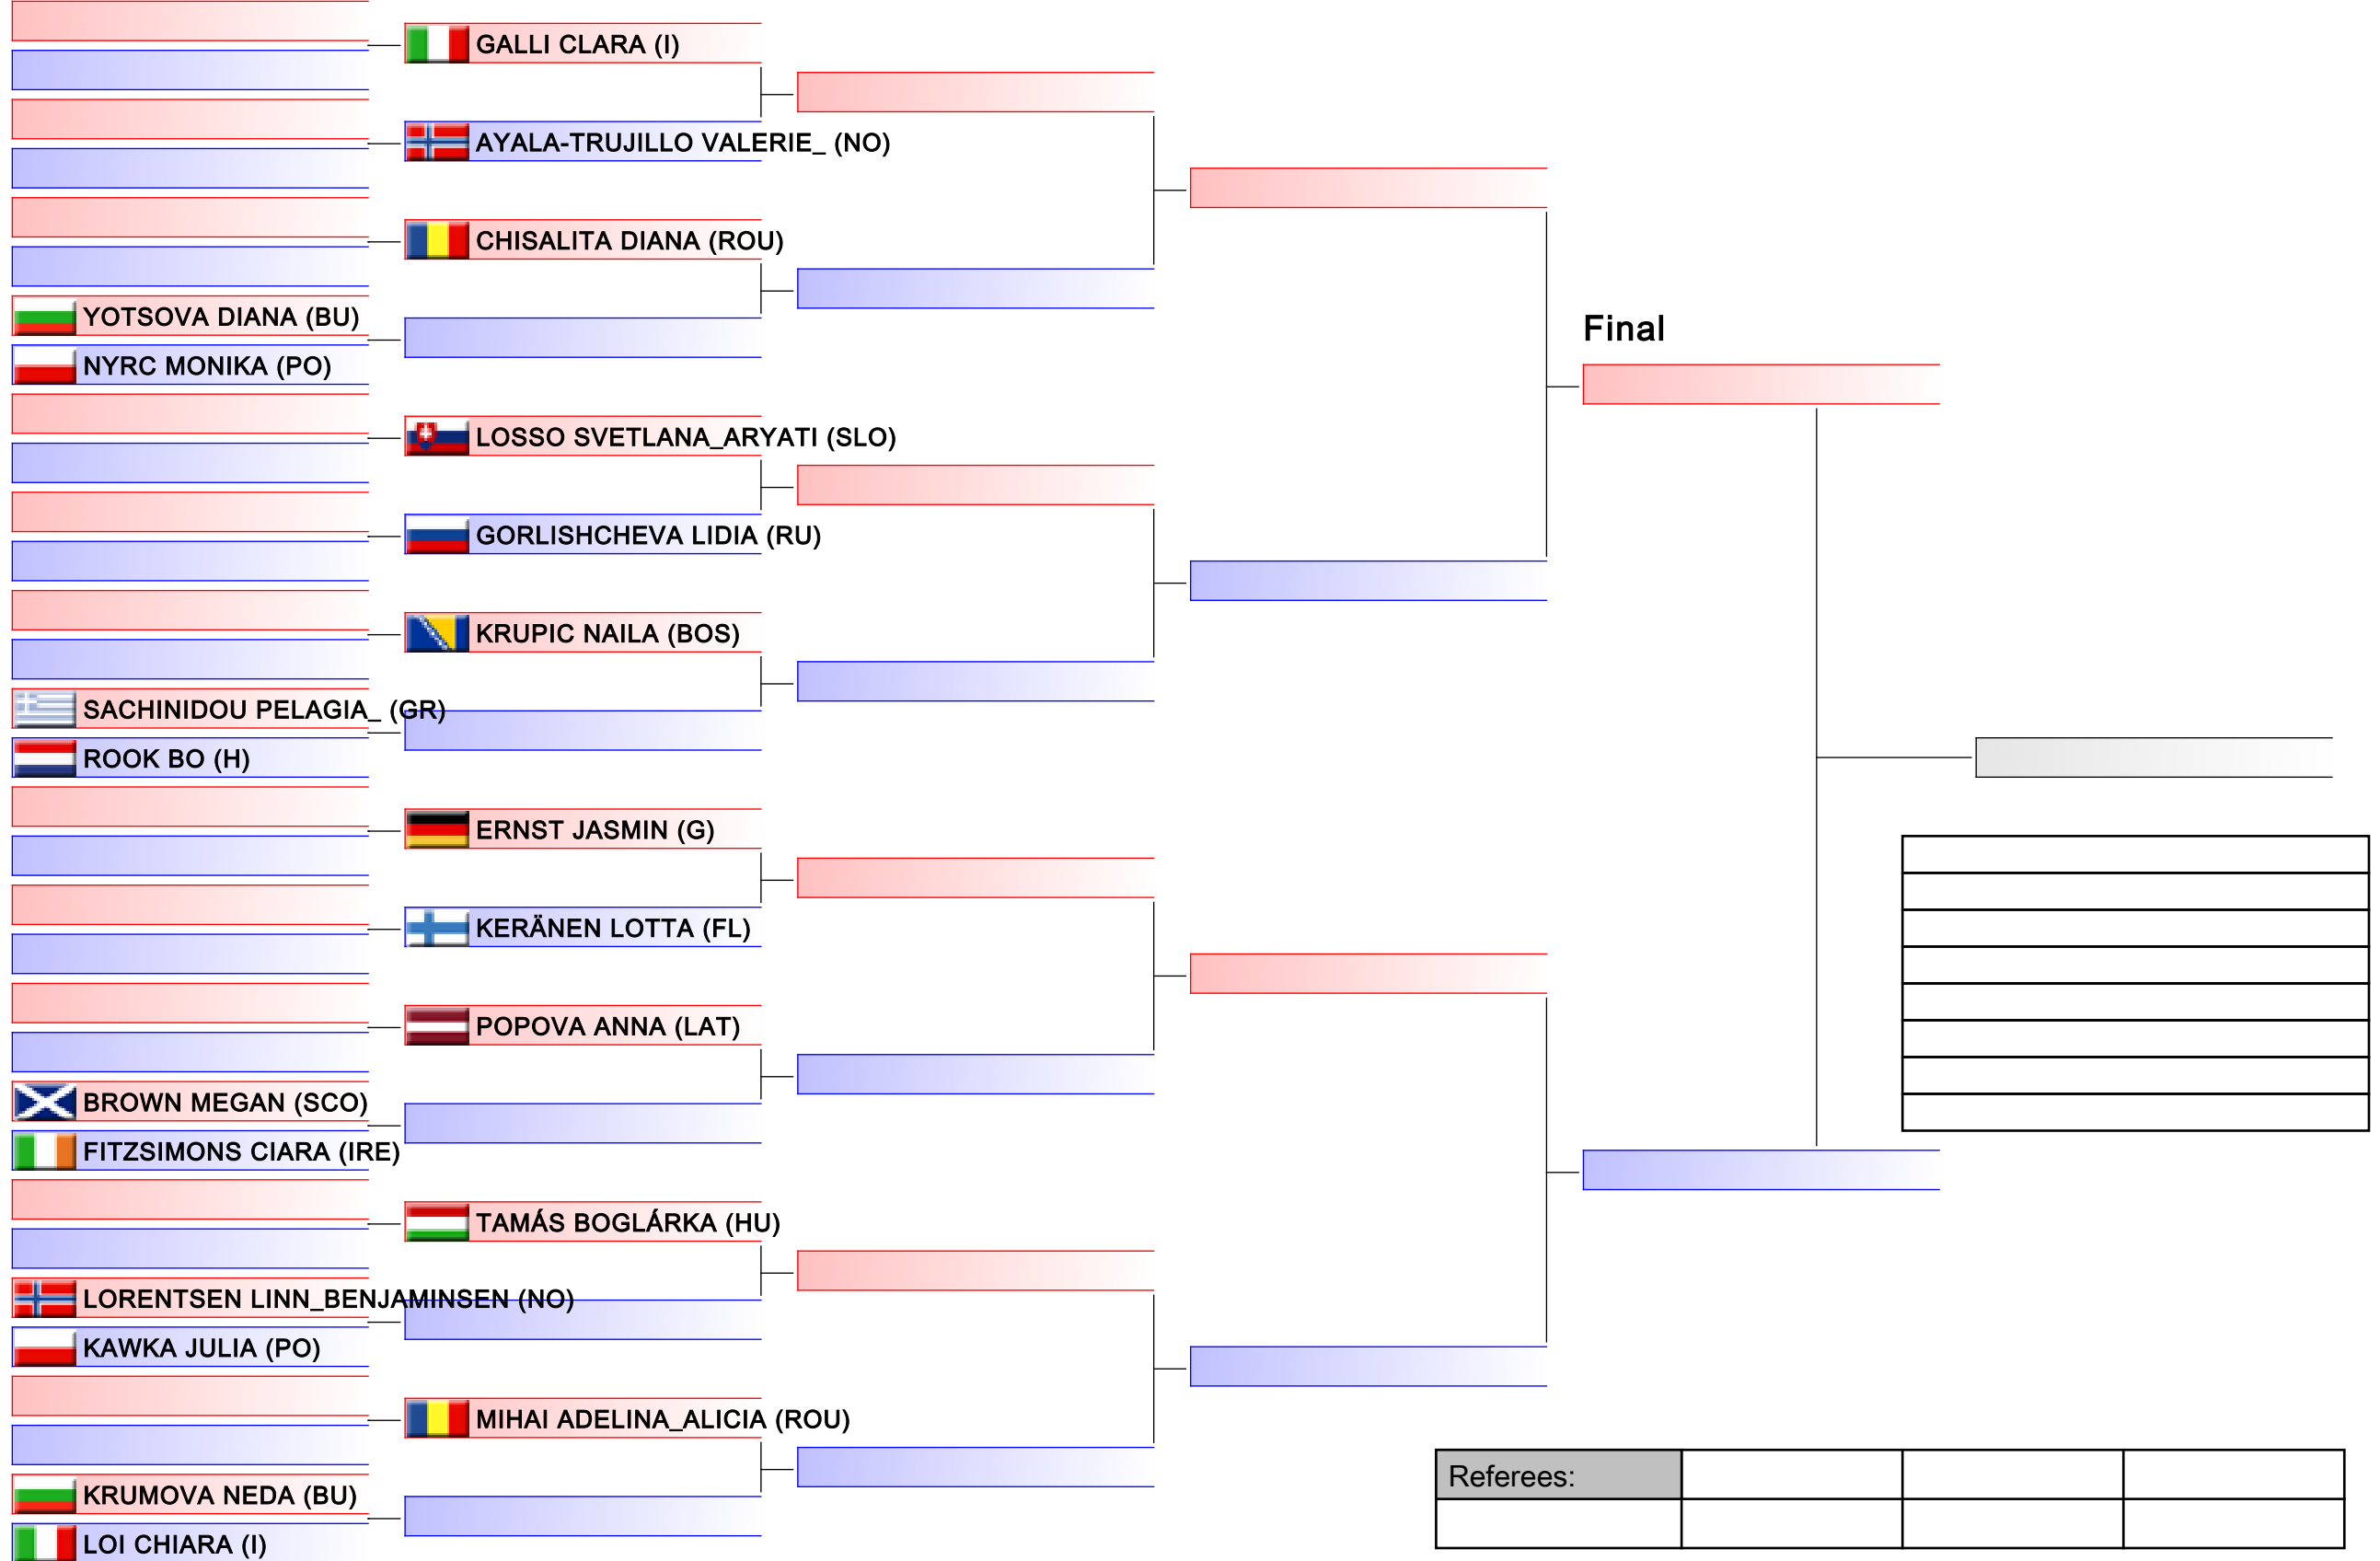 GALLI CLARA (I)
AYALA-TRUJILLO VALERIE_ (NO)
CHISALITA DIANA (ROU)
YOTSOVA DIANA (BU)
NYRC MONIKA (PO)
Final
LOSSO SVETLANA_ARYATI (SLO)
GORLISHCHEVA LIDIA (RU)
KRUPIC NAILA (BOS)
SACHINIDOU PELAGIA_ (GR)
ROOK BO (H)
ERNST JASMIN (G)
KERÄNEN LOTTA (FL)
POPOVA ANNA (LAT)
BROWN MEGAN (SCO)
FITZSIMONS CIARA (IRE)
TAMÁS BOGLÁRKA (HU)
LORENTSEN LINN_BENJAMINSEN (NO)
KAWKA JULIA (PO)
MIHAI ADELINA_ALICIA (ROU)
Referees:
KRUMOVA NEDA (BU)
LOI CHIARA (I)